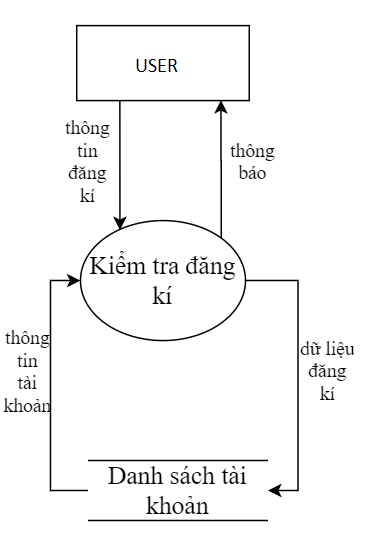 USER
thông
tin
đăng
kí
thông
báo
Kiểm tra đăng
kí
thông
tin
tài
khoản
dữ liệu
đăng
kí
Danh sách tài
khoản